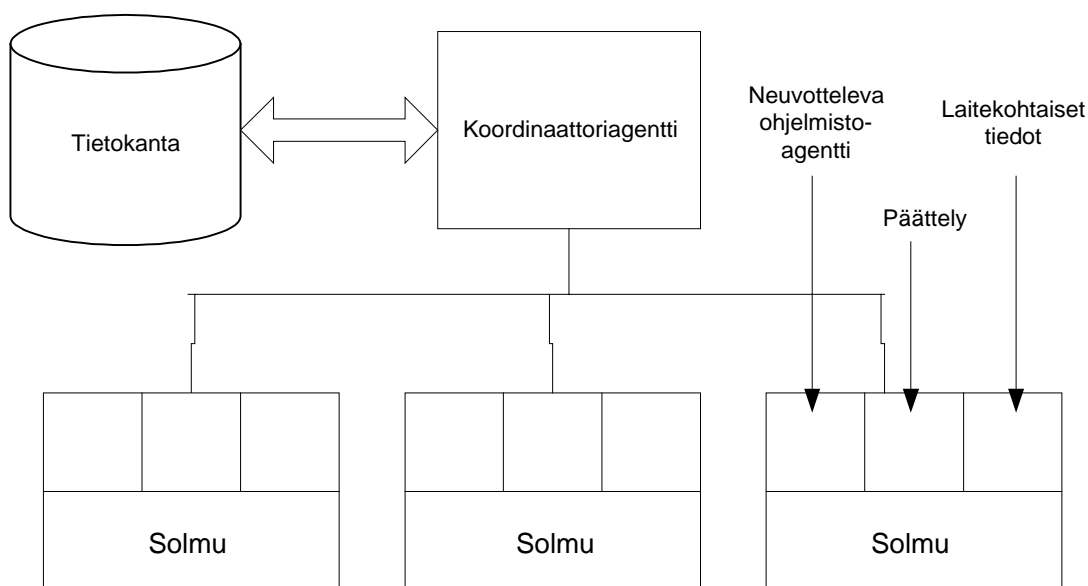 Tietokanta
Koordinaattoriagentti
Neuvotteleva
ohjelmisto-
agentti
Laitekohtaiset
tiedot
Päättely
Solmu
Solmu
Solmu